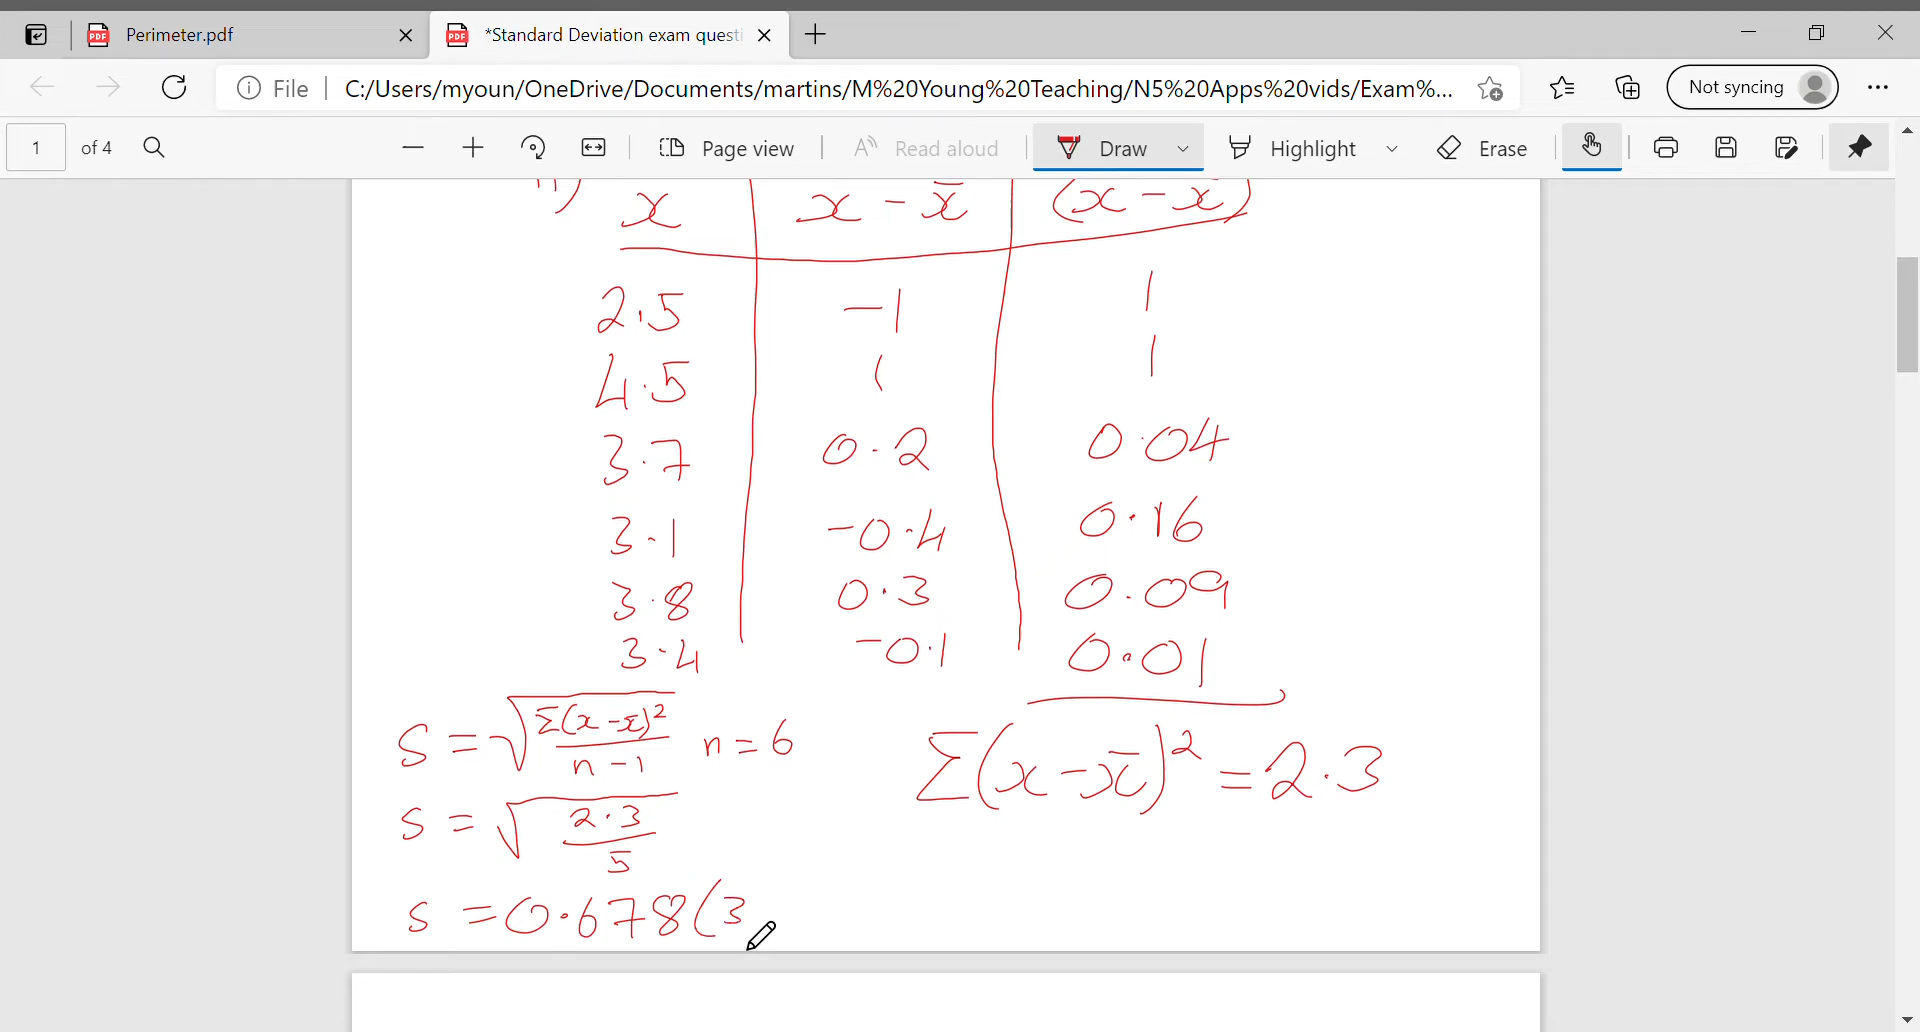 Perimeter.pdf
*Standard Deviation exam questi
File
C:/Users/myoun/OneDrive/Documents/martins/M%20Young%20Teaching/N5%20Apps%20vids/Exam%...
Not syncing
1 of 4
Page view
Read aloud
Draw
Highlight
Erase
x | x - x̄ | (x - x̄)
2.5 | -1 | 1
4.5 | 1 | 1
3.7 | 0.2 | 0.04
3.1 | -0.4 | 0.16
3.8 | 0.3 | 0.09
3.4 | -0.1 | 0.01
s = √(Σ(x-x̄)²/(n-1)) n = 6
Σ(x-x̄)² = 2.3
s = √(2.3/5)
s = 0.678(3